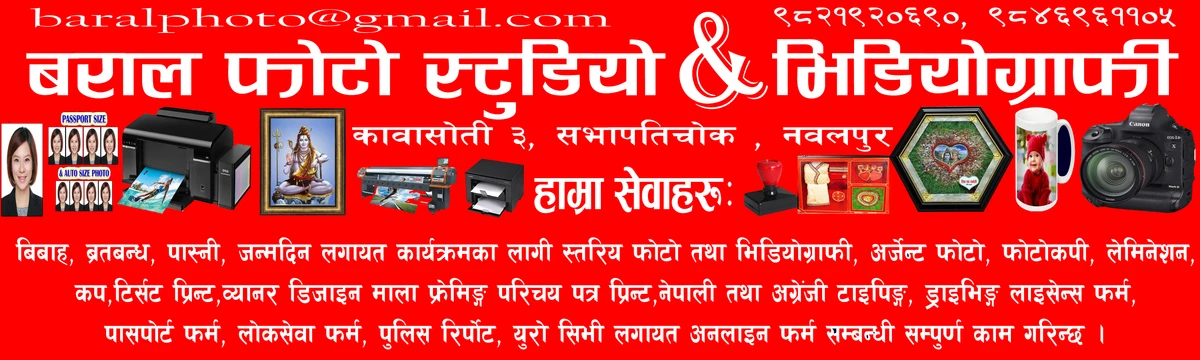 baralphoto@gmail.com ९८२१९२०६९०, ९८४६९६११०५
बराल फोटो स्टुडियो & भिडियोग्राफी
कावासोती ३, सभापतिचोक , नवलपुर
PASSPORT SIZE
& AUTO SIZE PHOTO
Canon
हाम्रा सेवाहरू:
बिबाह, ब्रतबन्ध, पास्नी, जन्मदिन लगायत कार्यक्रमका लागी स्तरिय फोटो तथा भिडियोग्राफी, अर्जेन्ट फोटो, फोटोकपी, लेमिनेशन,
कप,टिर्सट प्रिन्ट,व्यानर डिजाइन माला फ्रेमिङ्ग परिचय पत्र प्रिन्ट,नेपाली तथा अग्रेंजी टाइपिङ्ग, ड्राइभिङ्ग लाइसेन्स फर्म,
पासपोर्ट फर्म, लोकसेवा फर्म, पुलिस रिर्पोट, युरो सिभी लगायत अनलाइन फर्म सम्बन्धी सम्पुर्ण काम गरिन्छ ।